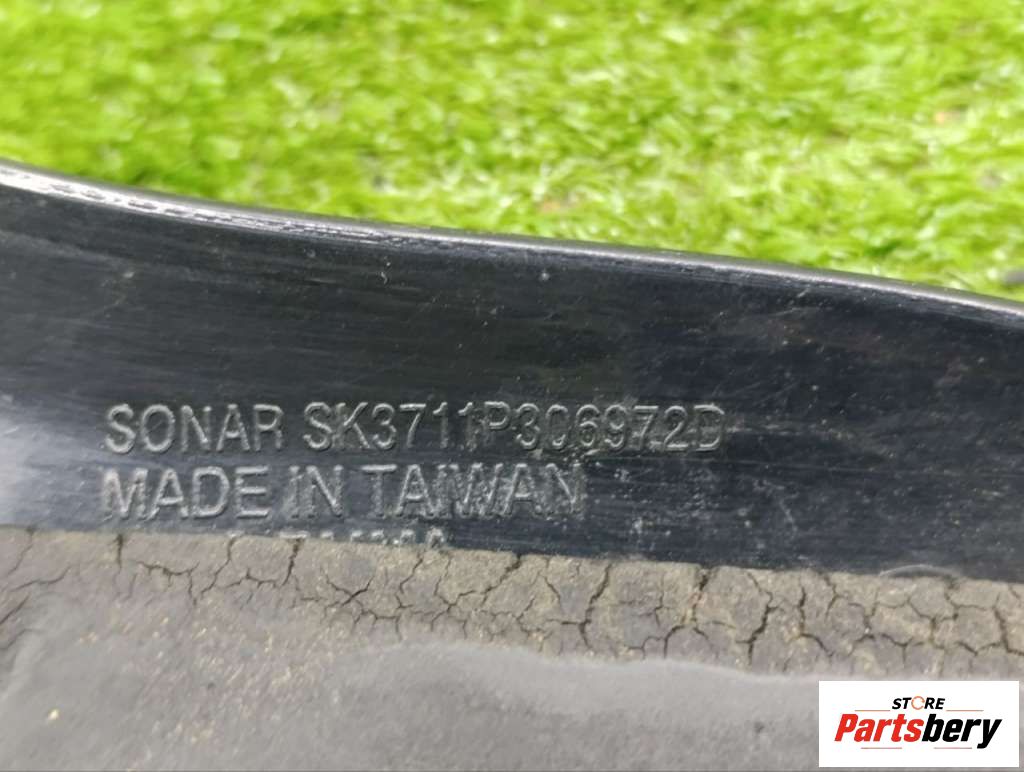 SONAR SK3711P306972D
MADE IN TAIWAN
STORE
Partsbery